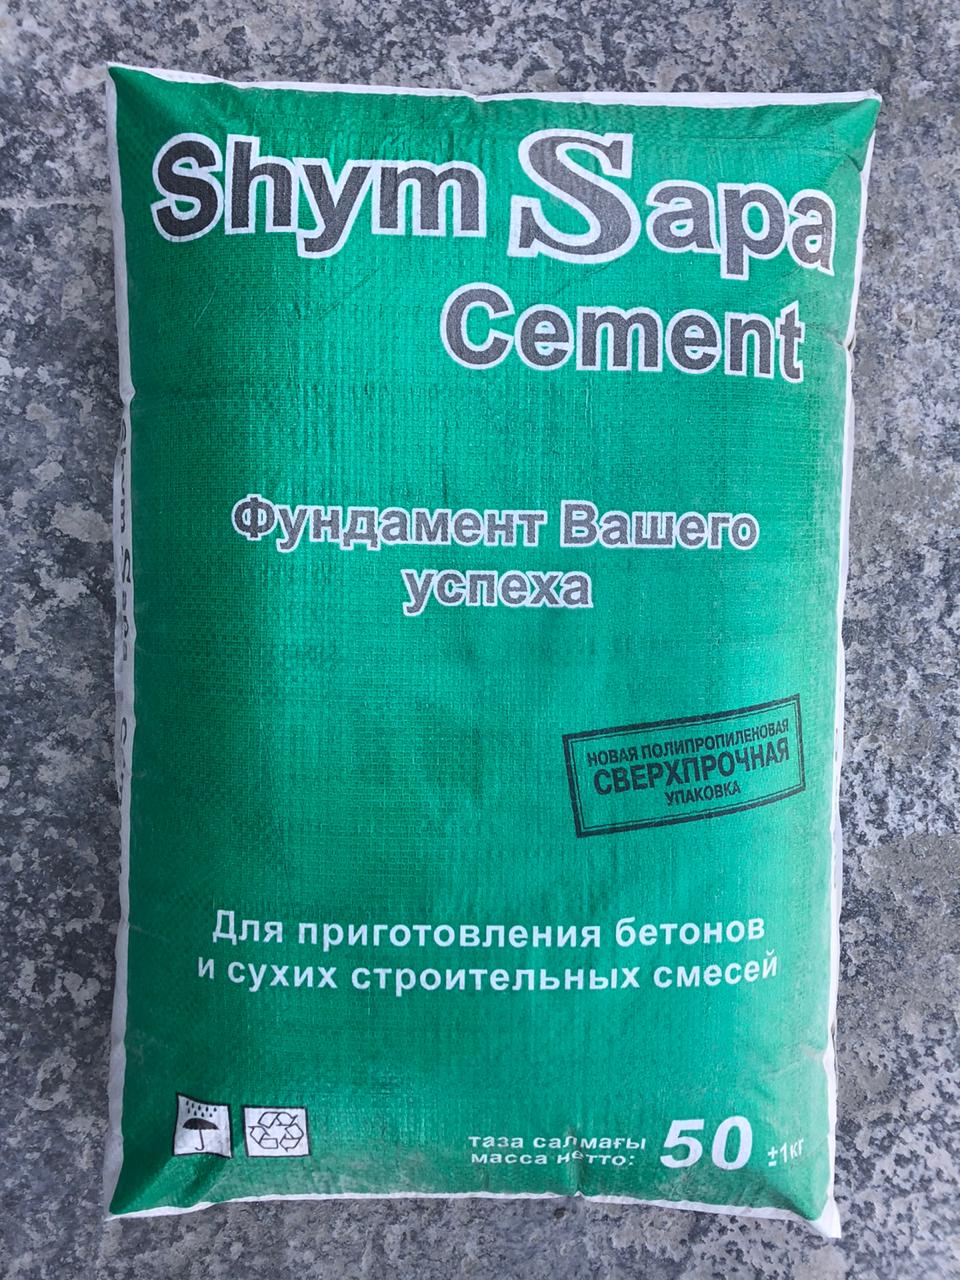 Shym Sapa
Cement
Фундамент Вашего
успеха
НОВАЯ ПОЛИПРОПИЛЕНОВАЯ
СВЕРХПРОЧНАЯ
УПАКОВКА
Для приготовления бетонов
и сухих строительных смесей
таза салмағы
масса нетто: 50 ±1кг